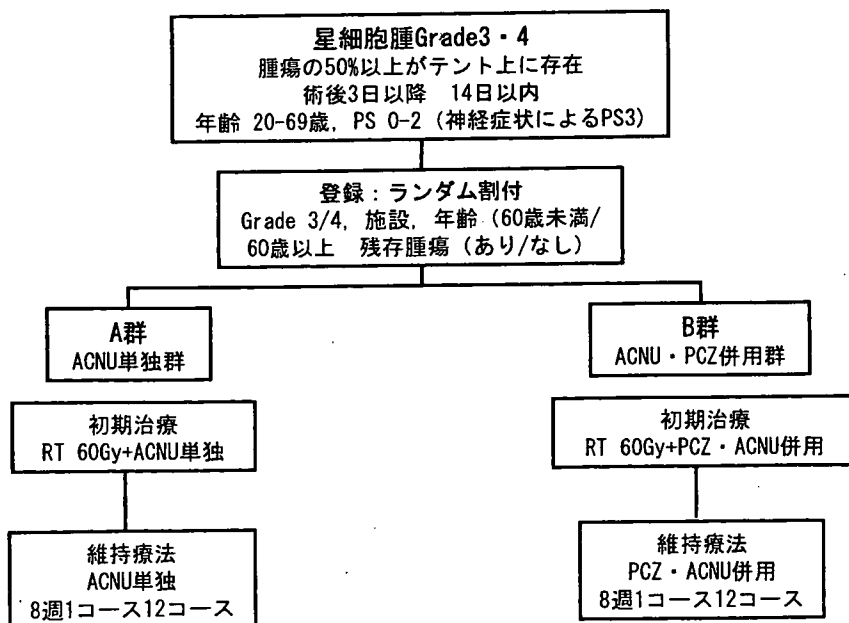 星細胞腫Grade3・4
腫瘍の50%以上がテント上に存在
術後3日以降 14日以内
年齢 20-69歳, PS 0-2 (神経症状によるPS3)
登録：ランダム割付
Grade 3/4, 施設, 年齢 (60歳未満/
60歳以上 残存腫瘍 (あり/なし)
A群
ACNU単独群
B群
ACNU・PCZ併用群
初期治療
RT 60Gy+ACNU単独
初期治療
RT 60Gy+PCZ・ACNU併用
維持療法
ACNU単独
8週1コース12コース
維持療法
PCZ・ACNU併用
8週1コース12コース